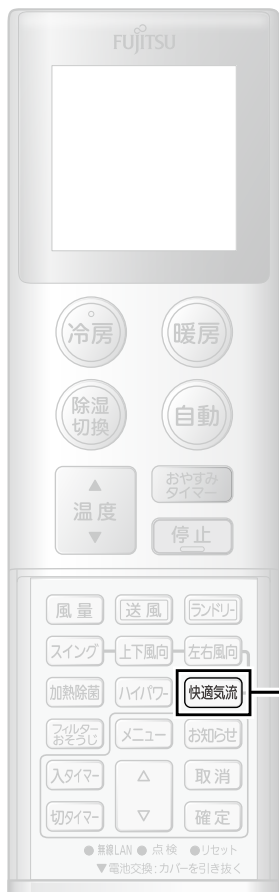 FUJITSU
冷房 暖房
除湿
切換
自動
▲
温度
▼
おやすみ
タイマー
停止
風量 送風 ランドリー
スイング 上下風向 左右風向
加熱除菌 ハイパワー 快適気流
フィルター
おそうじ
メニュー お知らせ
入タイマー △ 取消
切タイマー ▽ 確定
●無線LAN ●点検 ●リセット
▼電池交換:カバーを引き抜く